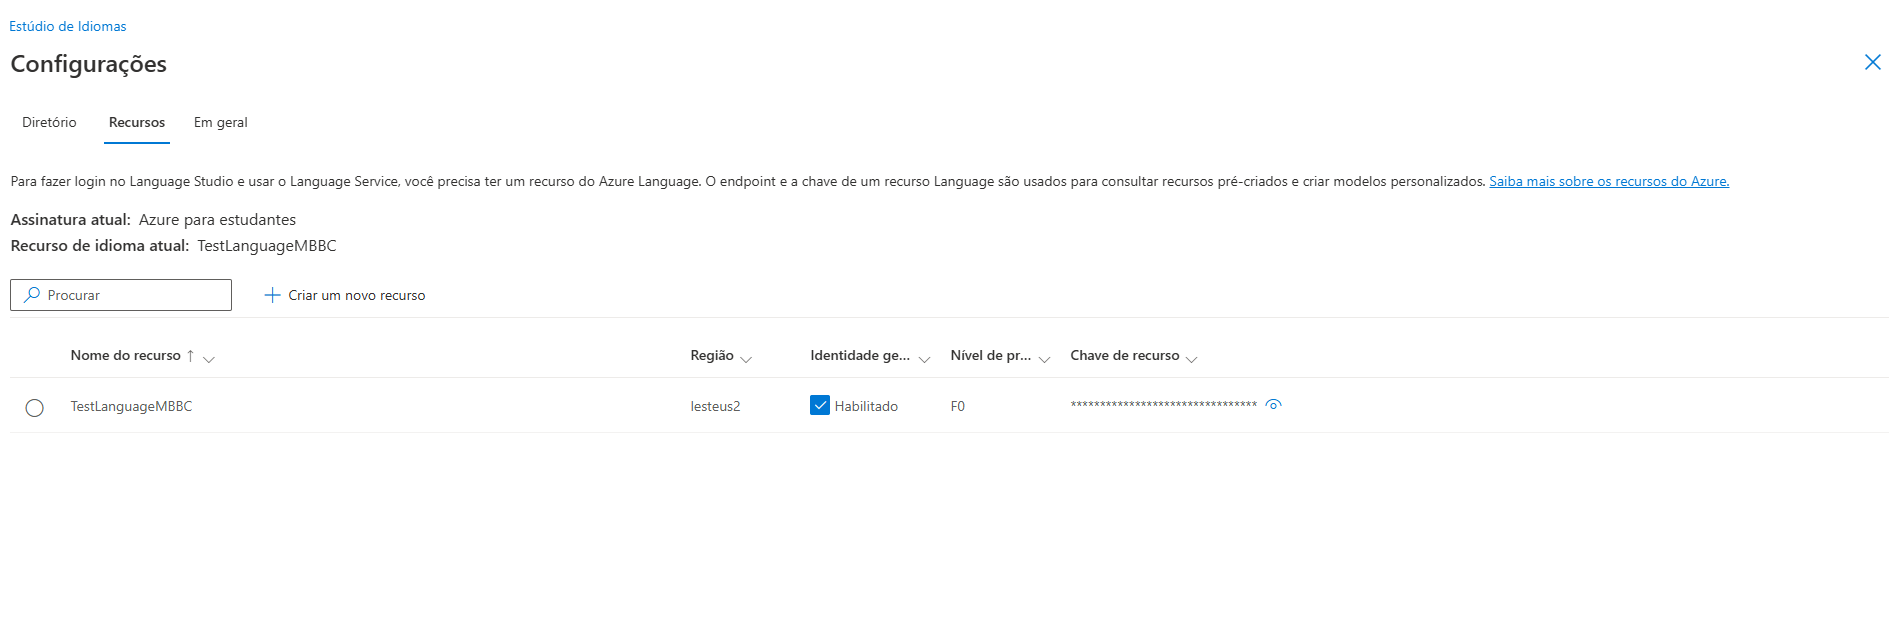 Estúdio de Idiomas
Configurações
Diretório Recursos Em geral
Para fazer login no Language Studio e usar o Language Service, você precisa ter um recurso do Azure Language. O endpoint e a chave de um recurso Language são usados para consultar recursos pré-criados e criar modelos personalizados. Saiba mais sobre os recursos do Azure.
Assinatura atual: Azure para estudantes
Recurso de idioma atual: TestLanguageMBBC
Procurar Criar um novo recurso
Nome do recurso ↑ Região Identidade ge... Nível de pr... Chave de recurso
TestLanguageMBBC lesteus2 Habilitado F0 ********************************